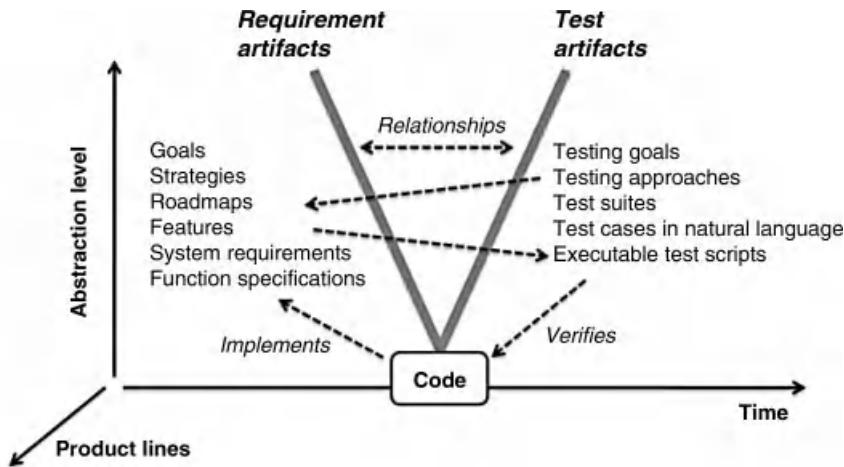 Requirement
artifacts
Test
artifacts
Relationships
Abstraction level
Goals
Strategies
Roadmaps
Features
System requirements
Function specifications
Testing goals
Testing approaches
Test suites
Test cases in natural language
Executable test scripts
Implements
Verifies
Code
Time
Product lines